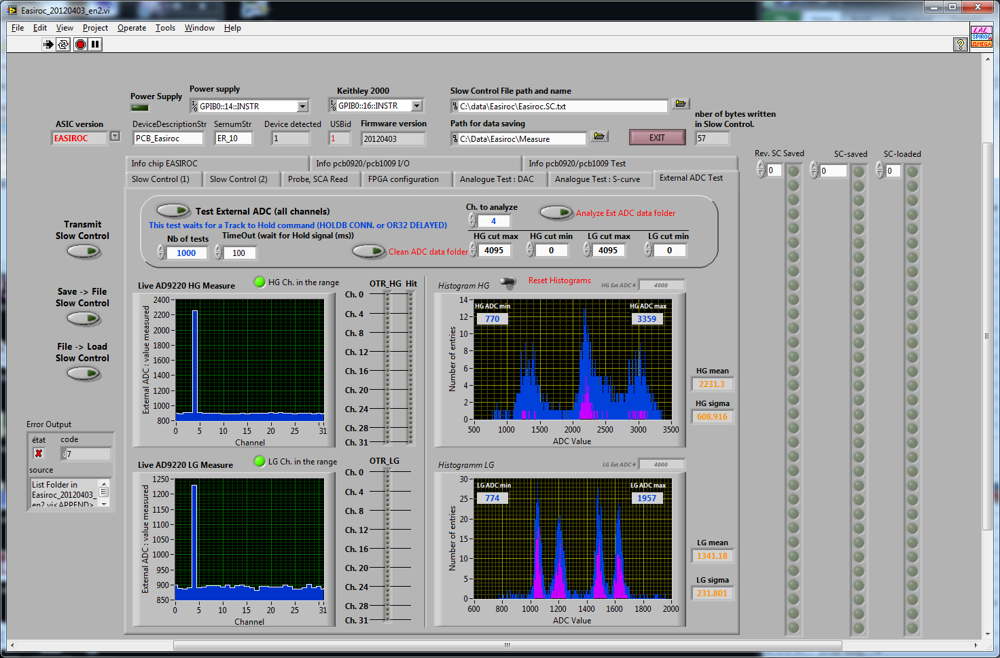 Easiroc_20120403_en2.vi
File Edit View Project Operate Tools Window Help
LAL
SPIROC
OMEGA
Power Supply
Power supply
GPIB0::14::INSTR
Keithley 2000
GPIB0::16::INSTR
Slow Control File path and name
C:\data\Easiroc\Easiroc.SC.txt
ASIC version
EASIROC
DeviceDescriptionStr
PCB_Easiroc
SernumStr
ER_10
Device detected
1
USBid
1
Firmware version
20120403
Path for data saving
C:\Data\Easiroc\Measure
EXIT
nber of bytes written
in Slow Control.
57
Rev. SC Saved
0
SC-saved
0
SC-loaded
0
Info chip EASIROC
Info pcb0920/pcb1009 I/O
Info pcb0920/pcb1009 Test
Slow Control (1)
Slow Control (2)
Probe, SCA Read
FPGA configuration
Analogue Test : DAC
Analogue Test : S-curve
External ADC Test
Transmit
Slow Control
Save -> File
Slow Control
File -> Load
Slow Control
Error Output
état
code
d7
source
List Folder in
Easiroc_20120403_
en2.vi<APPEND>
Test External ADC (all channels)
This test waits for a Track to Hold command (HOLDB CONN. or OR32 DELAYED)
Nb of tests
1000
TimeOut (wait for Hold signal (ms))
100
Clean ADC data folder
Ch. to analyze
4
Analyze Ext ADC data folder
HG cut max
4095
HG cut min
0
LG cut max
4095
LG cut min
0
Live AD9220 HG Measure
HG Ch. in the range
External ADC : value measured
2400
2200
2000
1800
1600
1400
1200
1000
800
0 5 10 15 20 25 31
Channel
OTR_HG Hit
Ch. 0
Ch. 4
Ch. 8
Ch. 12
Ch. 16
Ch. 20
Ch. 24
Ch. 28
Ch. 31
Histogram HG
Reset Histograms
HG Ext ADC #
4000
Number of entries
14
12
10
8
6
4
2
0
HG ADC min
770
HG ADC max
3359
500 1000 1500 2000 2500 3000 3500
ADC Value
HG mean
2231.3
HG sigma
608.916
Live AD9220 LG Measure
LG Ch. in the range
External ADC : value measured
1250
1200
1150
1100
1050
1000
950
900
850
0 5 10 15 20 25 31
Channel
OTR_LG
Ch. 0
Ch. 4
Ch. 8
Ch. 12
Ch. 16
Ch. 20
Ch. 24
Ch. 28
Ch. 31
Histogramm LG
LG Ext ADC #
4000
Number of entries
30
25
20
15
10
5
0
LG ADC min
774
LG ADC max
1957
600 800 1000 1200 1400 1600 1800 2000
ADC Value
LG mean
1341.18
LG sigma
231.801